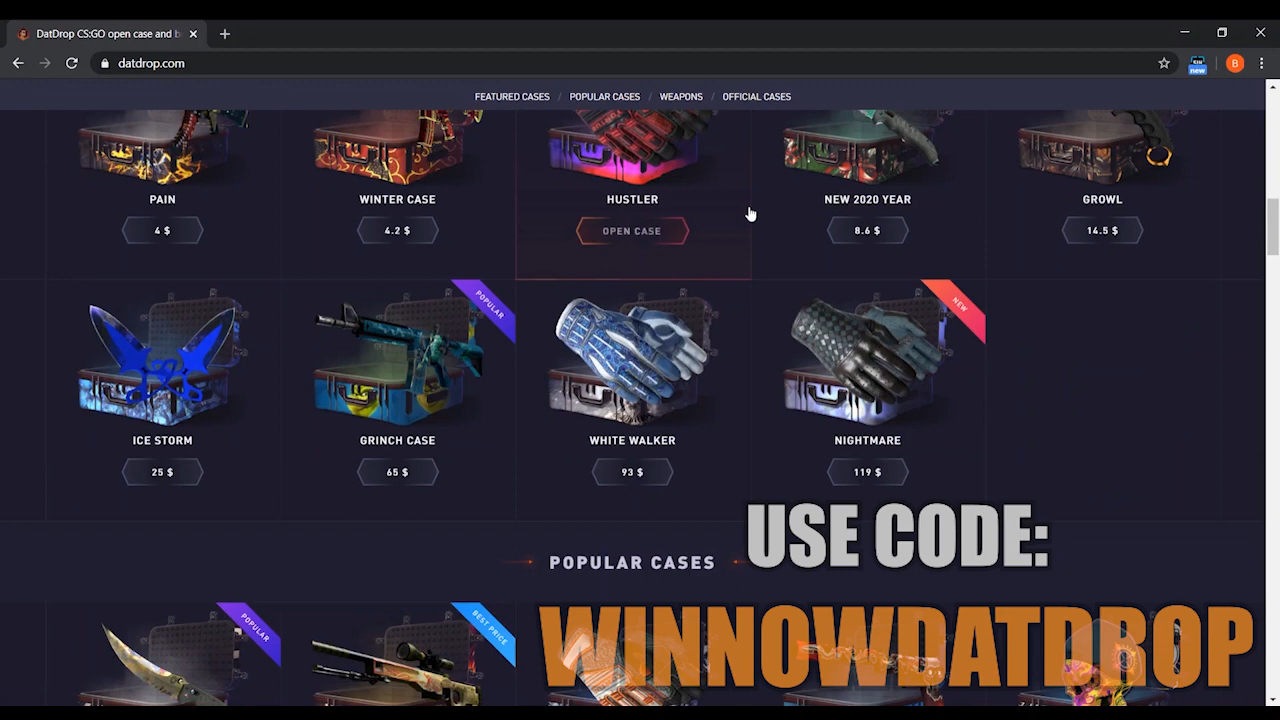 DatDrop CS:GO open case and b
datdrop.com
new
B
FEATURED CASES / POPULAR CASES / WEAPONS / OFFICIAL CASES
PAIN
WINTER CASE
HUSTLER
NEW 2020 YEAR
GROWL
4 $
4.2 $
OPEN CASE
8.6 $
14.5 $
POPULAR
NEW
ICE STORM
GRINCH CASE
WHITE WALKER
NIGHTMARE
25 $
65 $
93 $
119 $
USE CODE:
POPULAR CASES
POPULAR
BEST PRICE
WINNOWDATDROP